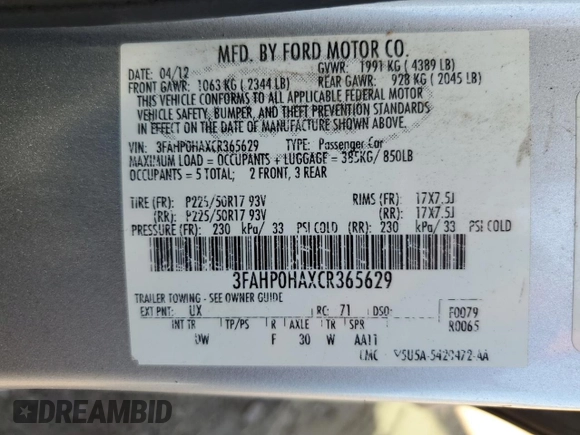 MFD. BY FORD MOTOR CO.
DATE: 04/12 GVWR: 1991 KG ( 4389 LB)
FRONT GAWR: 1063 KG ( 2344 LB) REAR GAWR: 928 KG ( 2045 LB)
THIS VEHICLE CONFORMS TO ALL APPLICABLE FEDERAL MOTOR
VEHICLE SAFETY, BUMPER, AND THEFT PREVENTION STANDARDS
IN EFFECT ON THE DATE OF MANUFACTURE SHOWN ABOVE.
VIN: 3FAHP0HAXCR365629 TYPE: Passenger Car
MAXIMUM LOAD = OCCUPANTS + LUGGAGE = 385KG/ 850LB
OCCUPANTS = 5 TOTAL; 2 FRONT, 3 REAR
TIRE (FR): P225/50R17 93V RIMS (FR): 17X7.5J
(RR): P225/50R17 93V (RR): 17X7.5J
PRESSURE (FR): 230 kPa/ 33 PSI COLD (RR): 230 kPa/ 33 PSI COLD
3FAHP0HAXCR365629
TRAILER TOWING - SEE OWNER GUIDE
EXT PNT: UX RC: 71 DSO: F0079
INT TR TP/PS R AXLE TR SPR R0065
DW F 30 W AA11
5U5A-5420472-AA
DREAMBID